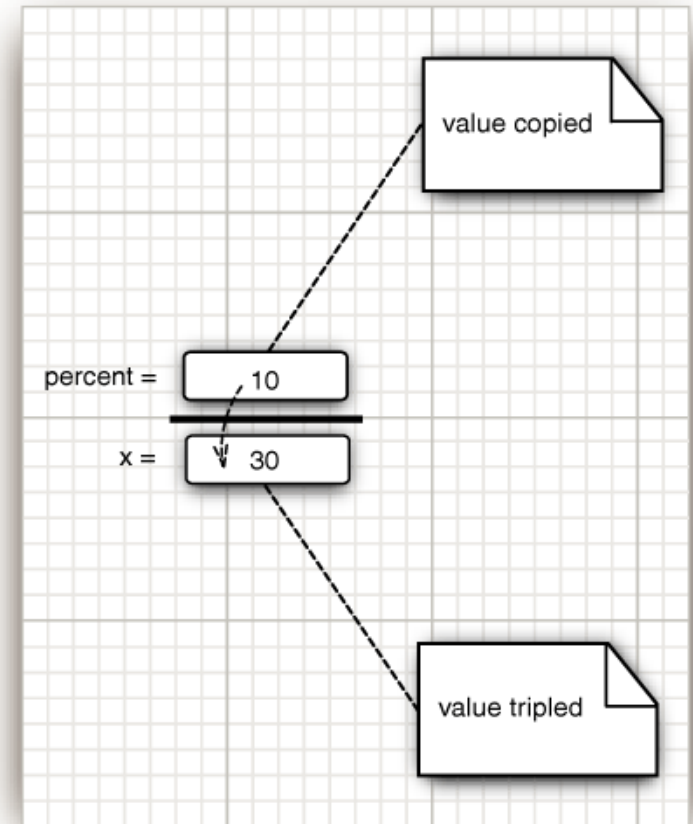 value copied
percent = 10
x = 30
value tripled